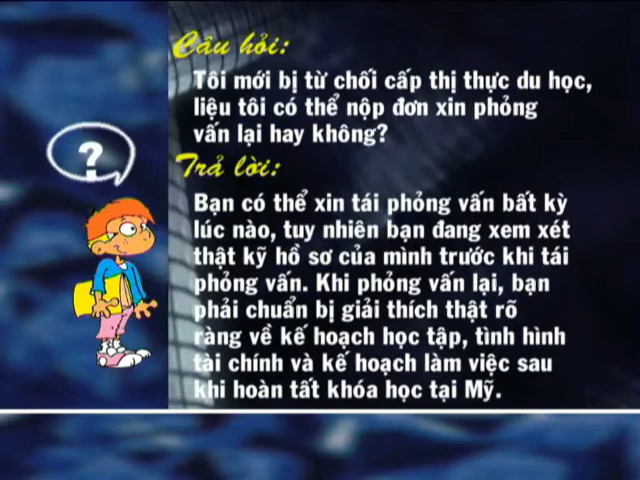 Câu hỏi:
Tôi mới bị từ chối cấp thị thực du học,
liệu tôi có thể nộp đơn xin phỏng
vấn lại hay không?
?
Trả lời:
Bạn có thể xin tái phỏng vấn bất kỳ
lúc nào, tuy nhiên bạn đang xem xét
thật kỹ hồ sơ của mình trước khi tái
phỏng vấn. Khi phỏng vấn lại, bạn
phải chuẩn bị giải thích thật rõ
ràng về kế hoạch học tập, tình hình
tài chính và kế hoạch làm việc sau
khi hoàn tất khóa học tại Mỹ.